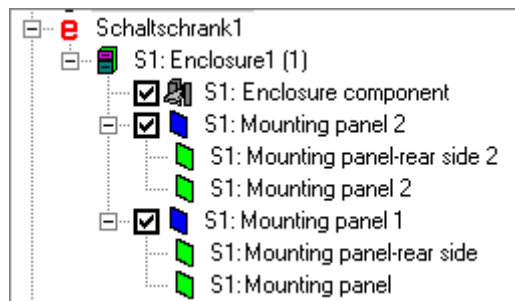 Schaltschrank1
S1: Enclosure1 (1)
S1: Enclosure component
S1: Mounting panel 2
S1: Mounting panel-rear side 2
S1: Mounting panel 2
S1: Mounting panel 1
S1: Mounting panel-rear side
S1: Mounting panel